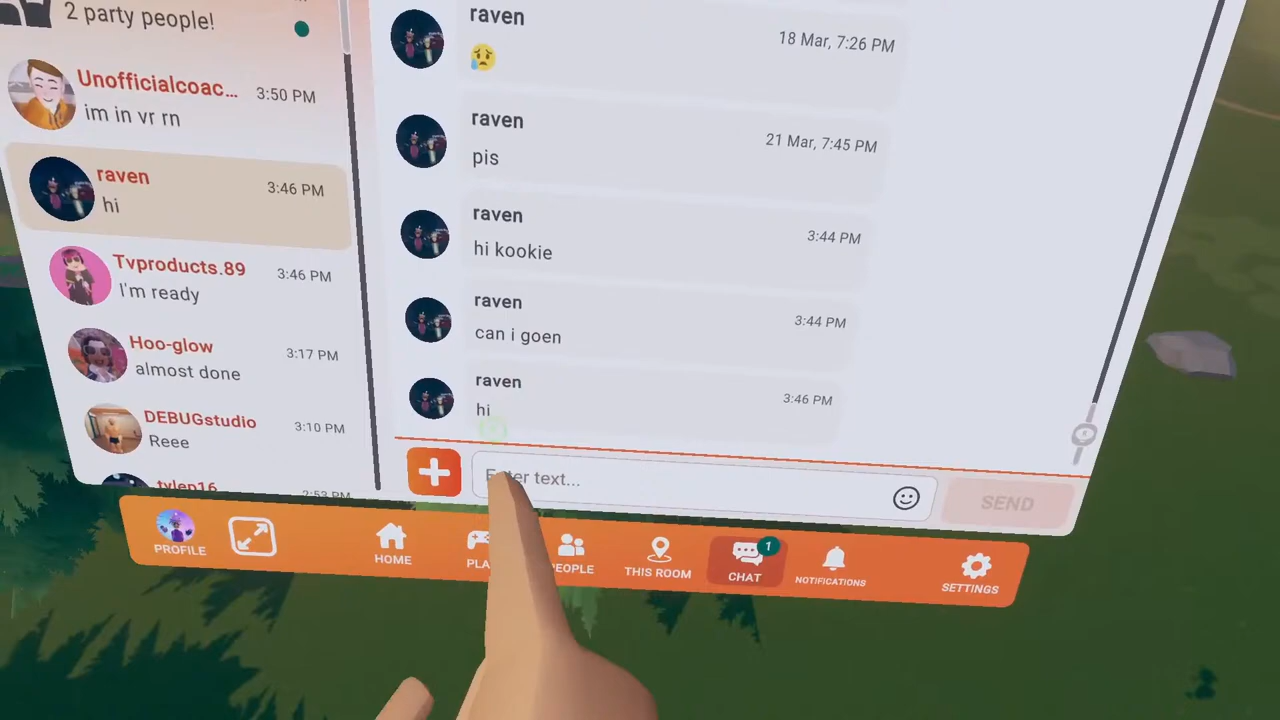 2 party people!
Unofficialcoac...
3:50 PM
im in vr rn
raven
3:46 PM
hi
Tvproducts.89
3:46 PM
I'm ready
Hoo-glow
3:17 PM
almost done
DEBUGstudio
3:10 PM
Reee
tylen16
2:53 PM
raven
18 Mar, 7:26 PM
😥
raven
21 Mar, 7:45 PM
pis
raven
3:44 PM
hi kookie
raven
3:44 PM
can i goen
raven
3:46 PM
hi
Enter text...
SEND
PROFILE
HOME
PEOPLE
THIS ROOM
CHAT
1
NOTIFICATIONS
SETTINGS